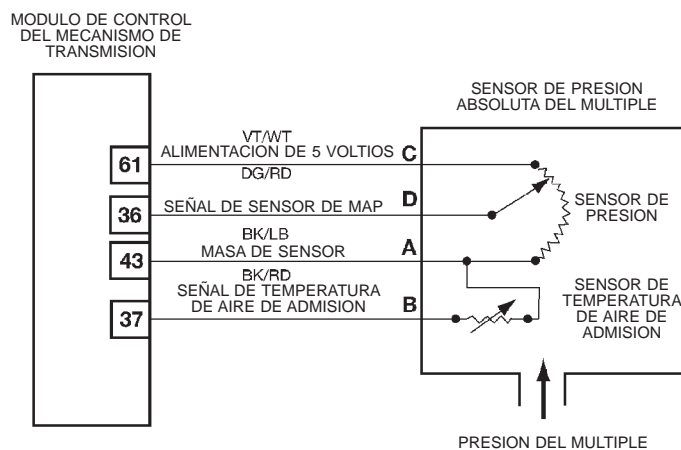 MODULO DE CONTROL
DEL MECANISMO DE
TRANSMISION
SENSOR DE PRESION
ABSOLUTA DEL MULTIPLE
VT/WT
61
ALIMENTACION DE 5 VOLTIOS
C
DG/RD
36
SEÑAL DE SENSOR DE MAP
D
SENSOR DE
PRESION
BK/LB
43
MASA DE SENSOR
A
BK/RD
37
SEÑAL DE TEMPERATURA
DE AIRE DE ADMISION
B
SENSOR DE
TEMPERATURA
DE AIRE DE
ADMISION
PRESION DEL MULTIPLE